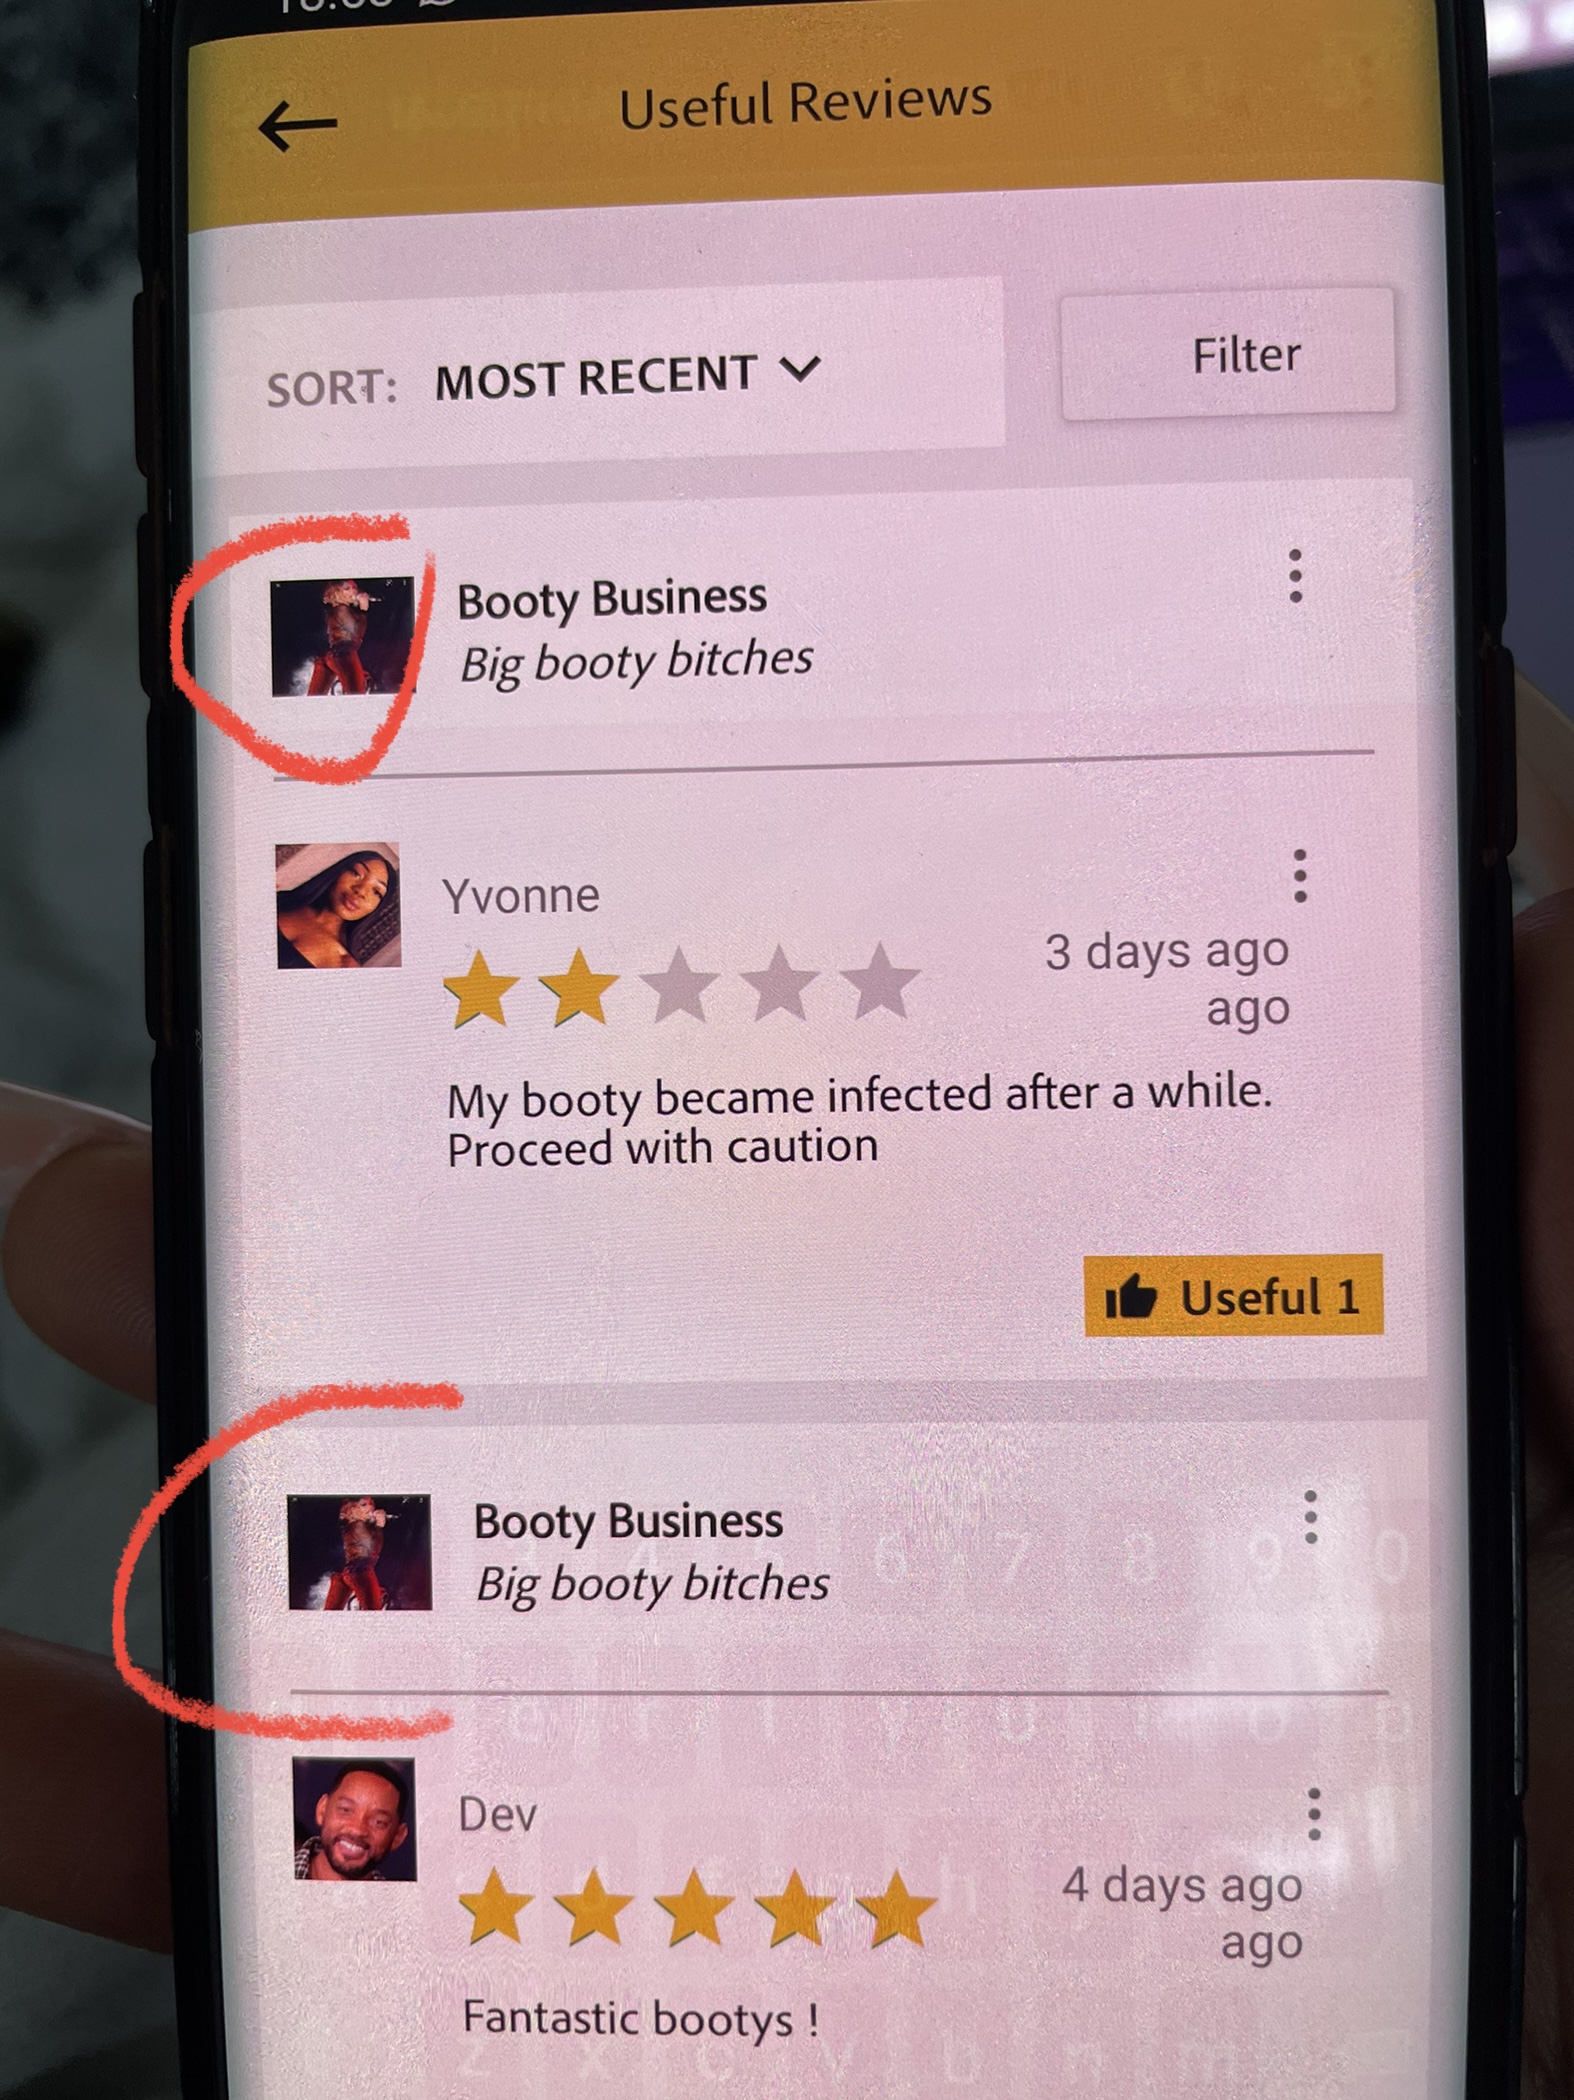 Useful Reviews
SORT: MOST RECENT
Filter
Booty Business
Big booty bitches
Yvonne
3 days ago
ago
My booty became infected after a while.
Proceed with caution
Useful 1
Booty Business
Big booty bitches
Dev
4 days ago
ago
Fantastic bootys !